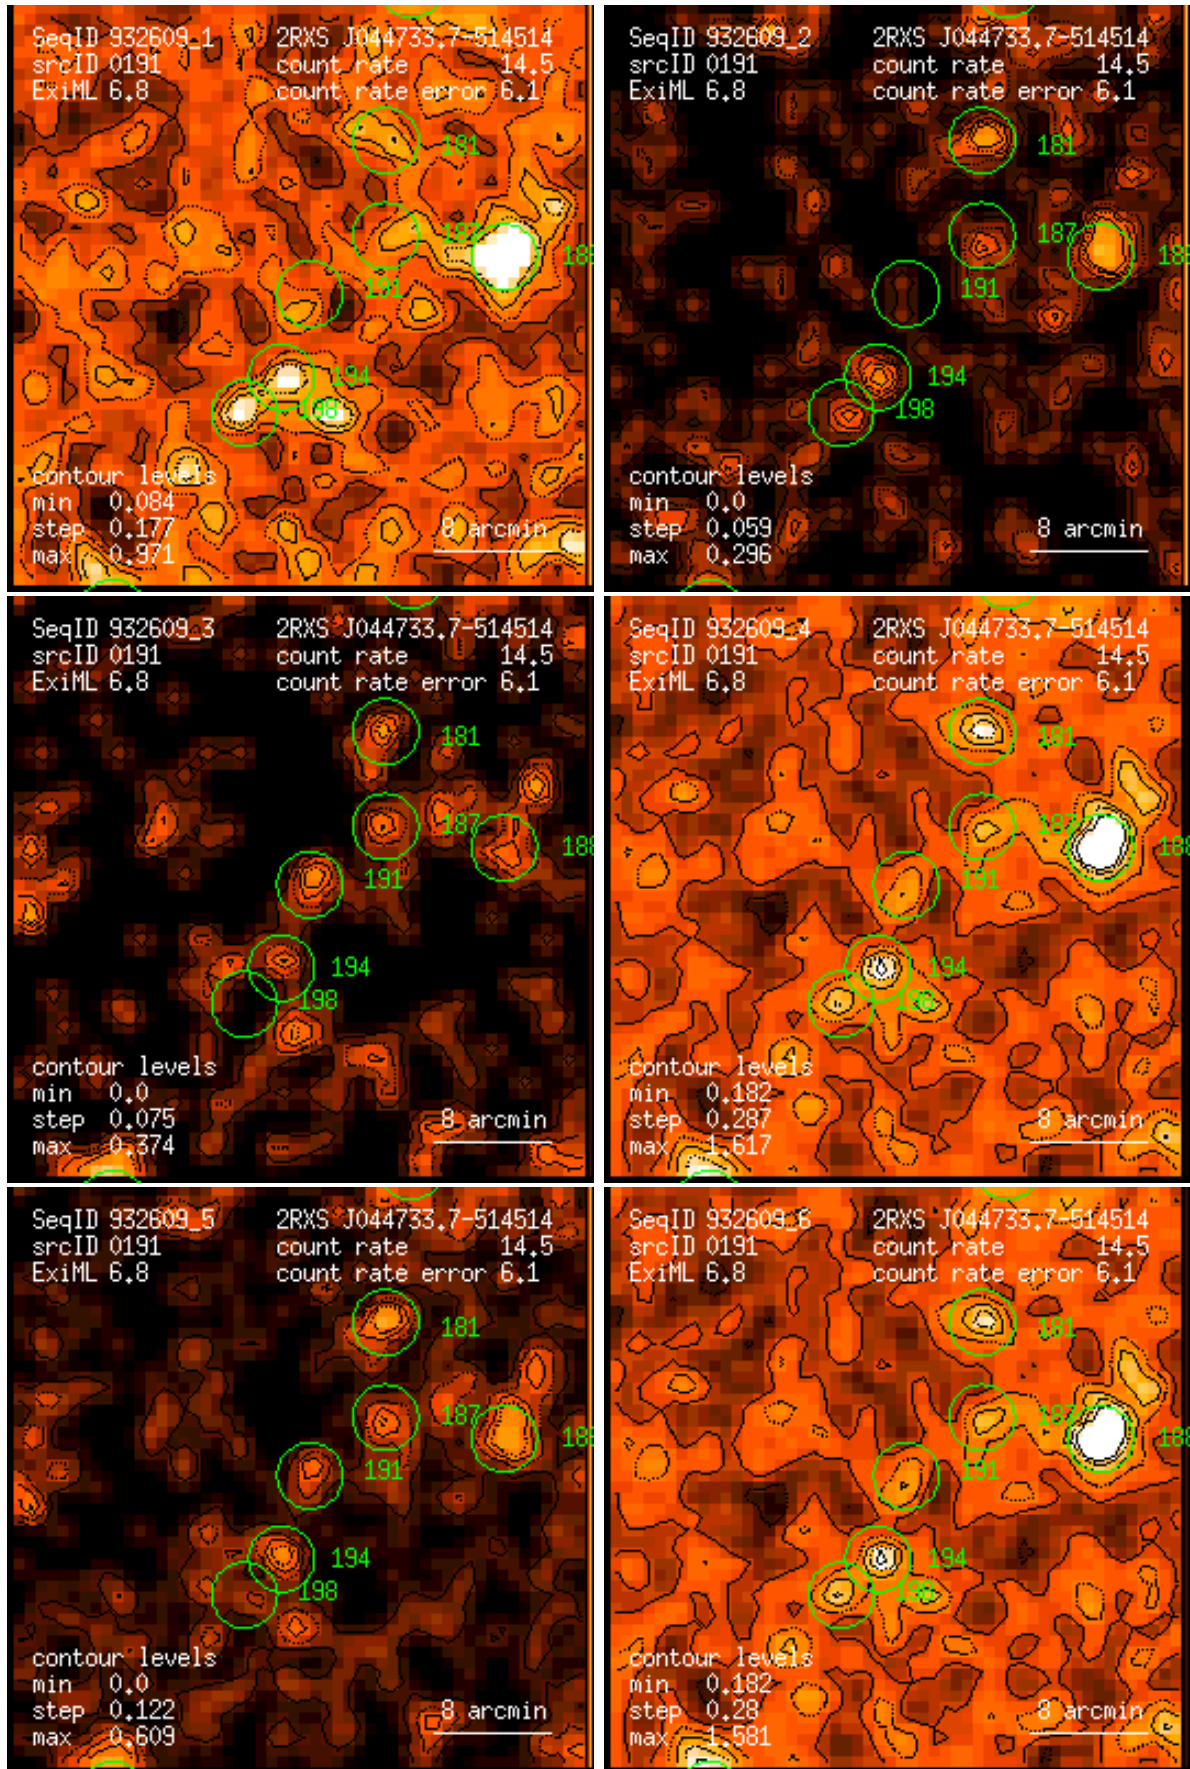 SeqID 932609_1 2RXS J044733.7-514514
srcID 0191 count rate 14.5
ExiML 6.8 count rate error 6.1
181
187
188
191
194
198
contour levels
min 0.084
step 0.177 8 arcmin
max 0.971
SeqID 932609_2 2RXS J044733.7-514514
srcID 0191 count rate 14.5
ExiML 6.8 count rate error 6.1
181
187
188
191
194
198
contour levels
min 0.0
step 0.059 8 arcmin
max 0.296
SeqID 932609_3 2RXS J044733.7-514514
srcID 0191 count rate 14.5
ExiML 6.8 count rate error 6.1
181
187
188
191
194
198
contour levels
min 0.0
step 0.075 8 arcmin
max 0.374
SeqID 932609_4 2RXS J044733.7-514514
srcID 0191 count rate 14.5
ExiML 6.8 count rate error 6.1
181
187
188
191
194
198
contour levels
min 0.182
step 0.287 8 arcmin
max 1.617
SeqID 932609_5 2RXS J044733.7-514514
srcID 0191 count rate 14.5
ExiML 6.8 count rate error 6.1
181
187
188
191
194
198
contour levels
min 0.0
step 0.122 8 arcmin
max 0.609
SeqID 932609_6 2RXS J044733.7-514514
srcID 0191 count rate 14.5
ExiML 6.8 count rate error 6.1
181
187
188
191
194
198
contour levels
min 0.182
step 0.28 8 arcmin
max 1.581